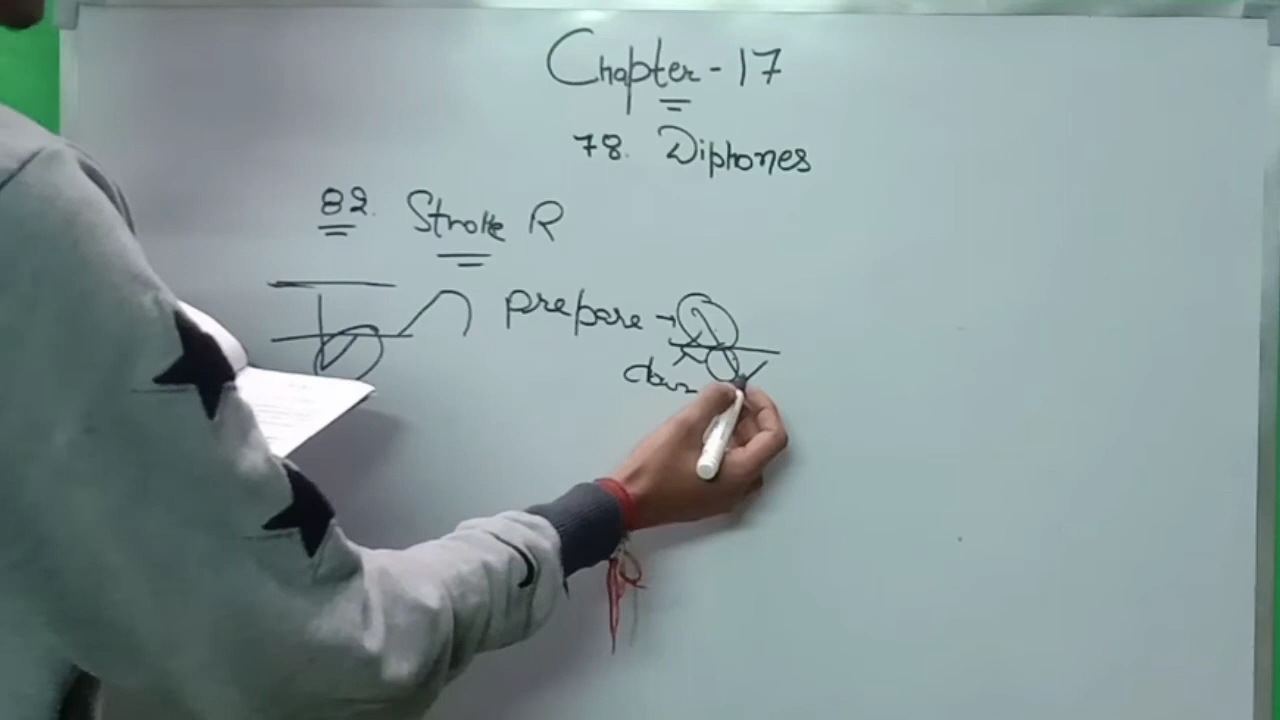 Chapter - 17
78. Diphones
82. Stroke R
prepare →